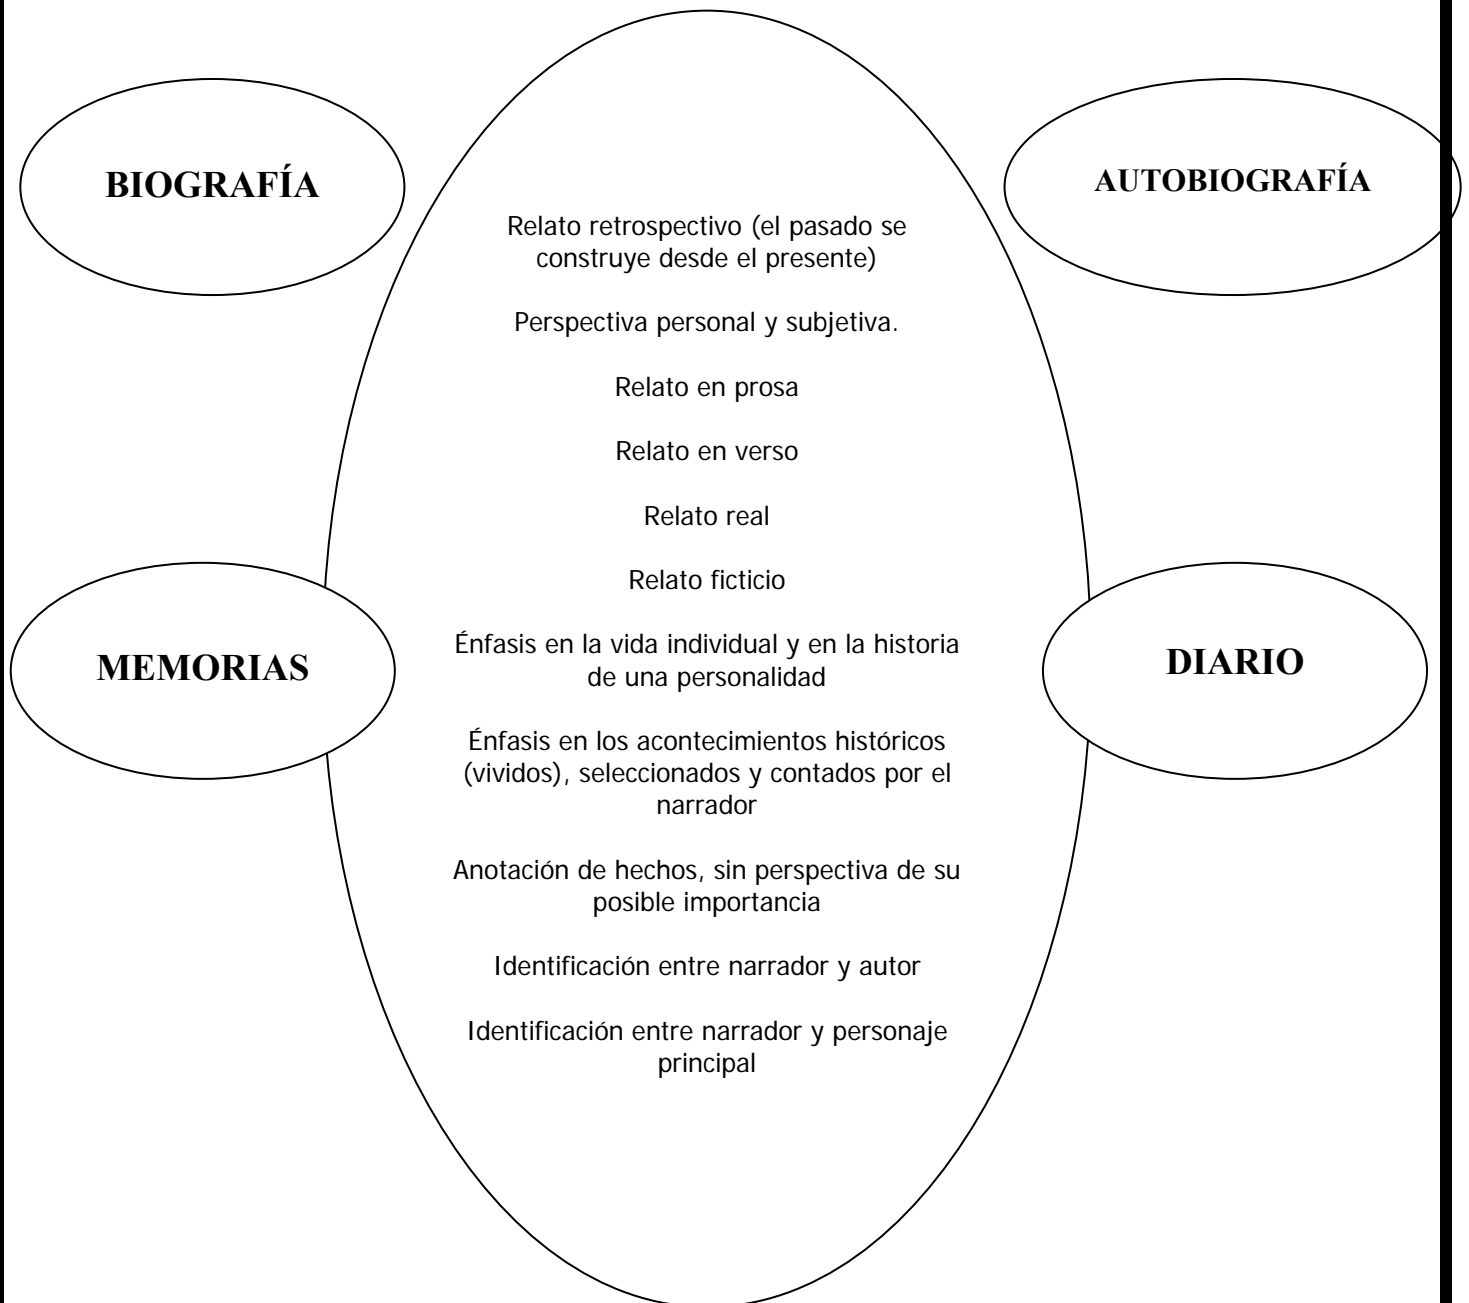 BIOGRAFÍA
AUTOBIOGRAFÍA
Relato retrospectivo (el pasado se
construye desde el presente)
Perspectiva personal y subjetiva.
Relato en prosa
Relato en verso
Relato real
Relato ficticio
Énfasis en la vida individual y en la historia
de una personalidad
MEMORIAS
DIARIO
Énfasis en los acontecimientos históricos
(vividos), seleccionados y contados por el
narrador
Anotación de hechos, sin perspectiva de su
posible importancia
Identificación entre narrador y autor
Identificación entre narrador y personaje
principal